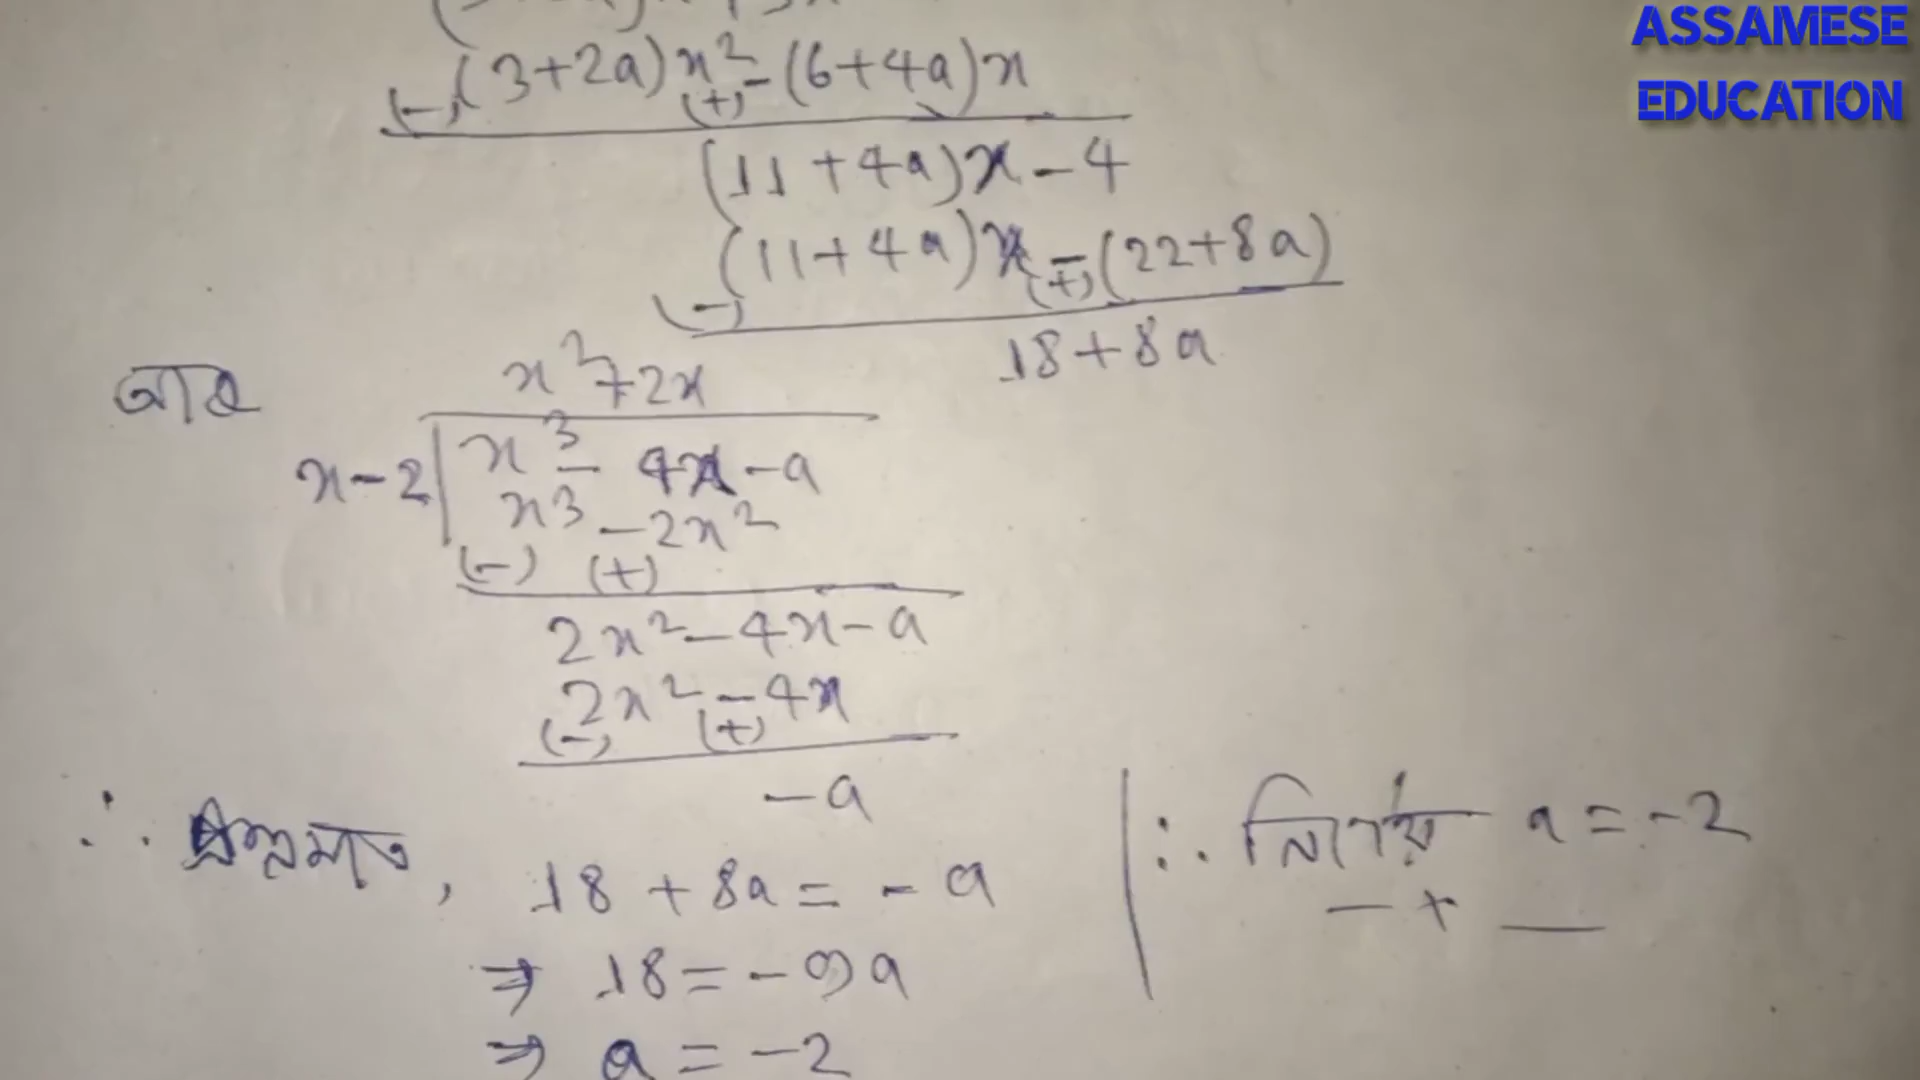 ASSAMESE
EDUCATION
(3+2a)x² - (6+4a)x
(-) (+)
(11+4a)x - 4
(11+4a)x - (22+8a)
(-) (+)
18+8a
আৰু
x²+2x
x-2 x³ - 4x - a
x³ - 2x²
(-) (+)
2x² - 4x - a
2x² - 4x
(-) (+)
-a
∴ প্ৰশ্নমতে, 18 + 8a = - a
⇒ 18 = -9a
⇒ a = -2
∴ নিৰ্ণেয় a = -2
— + —